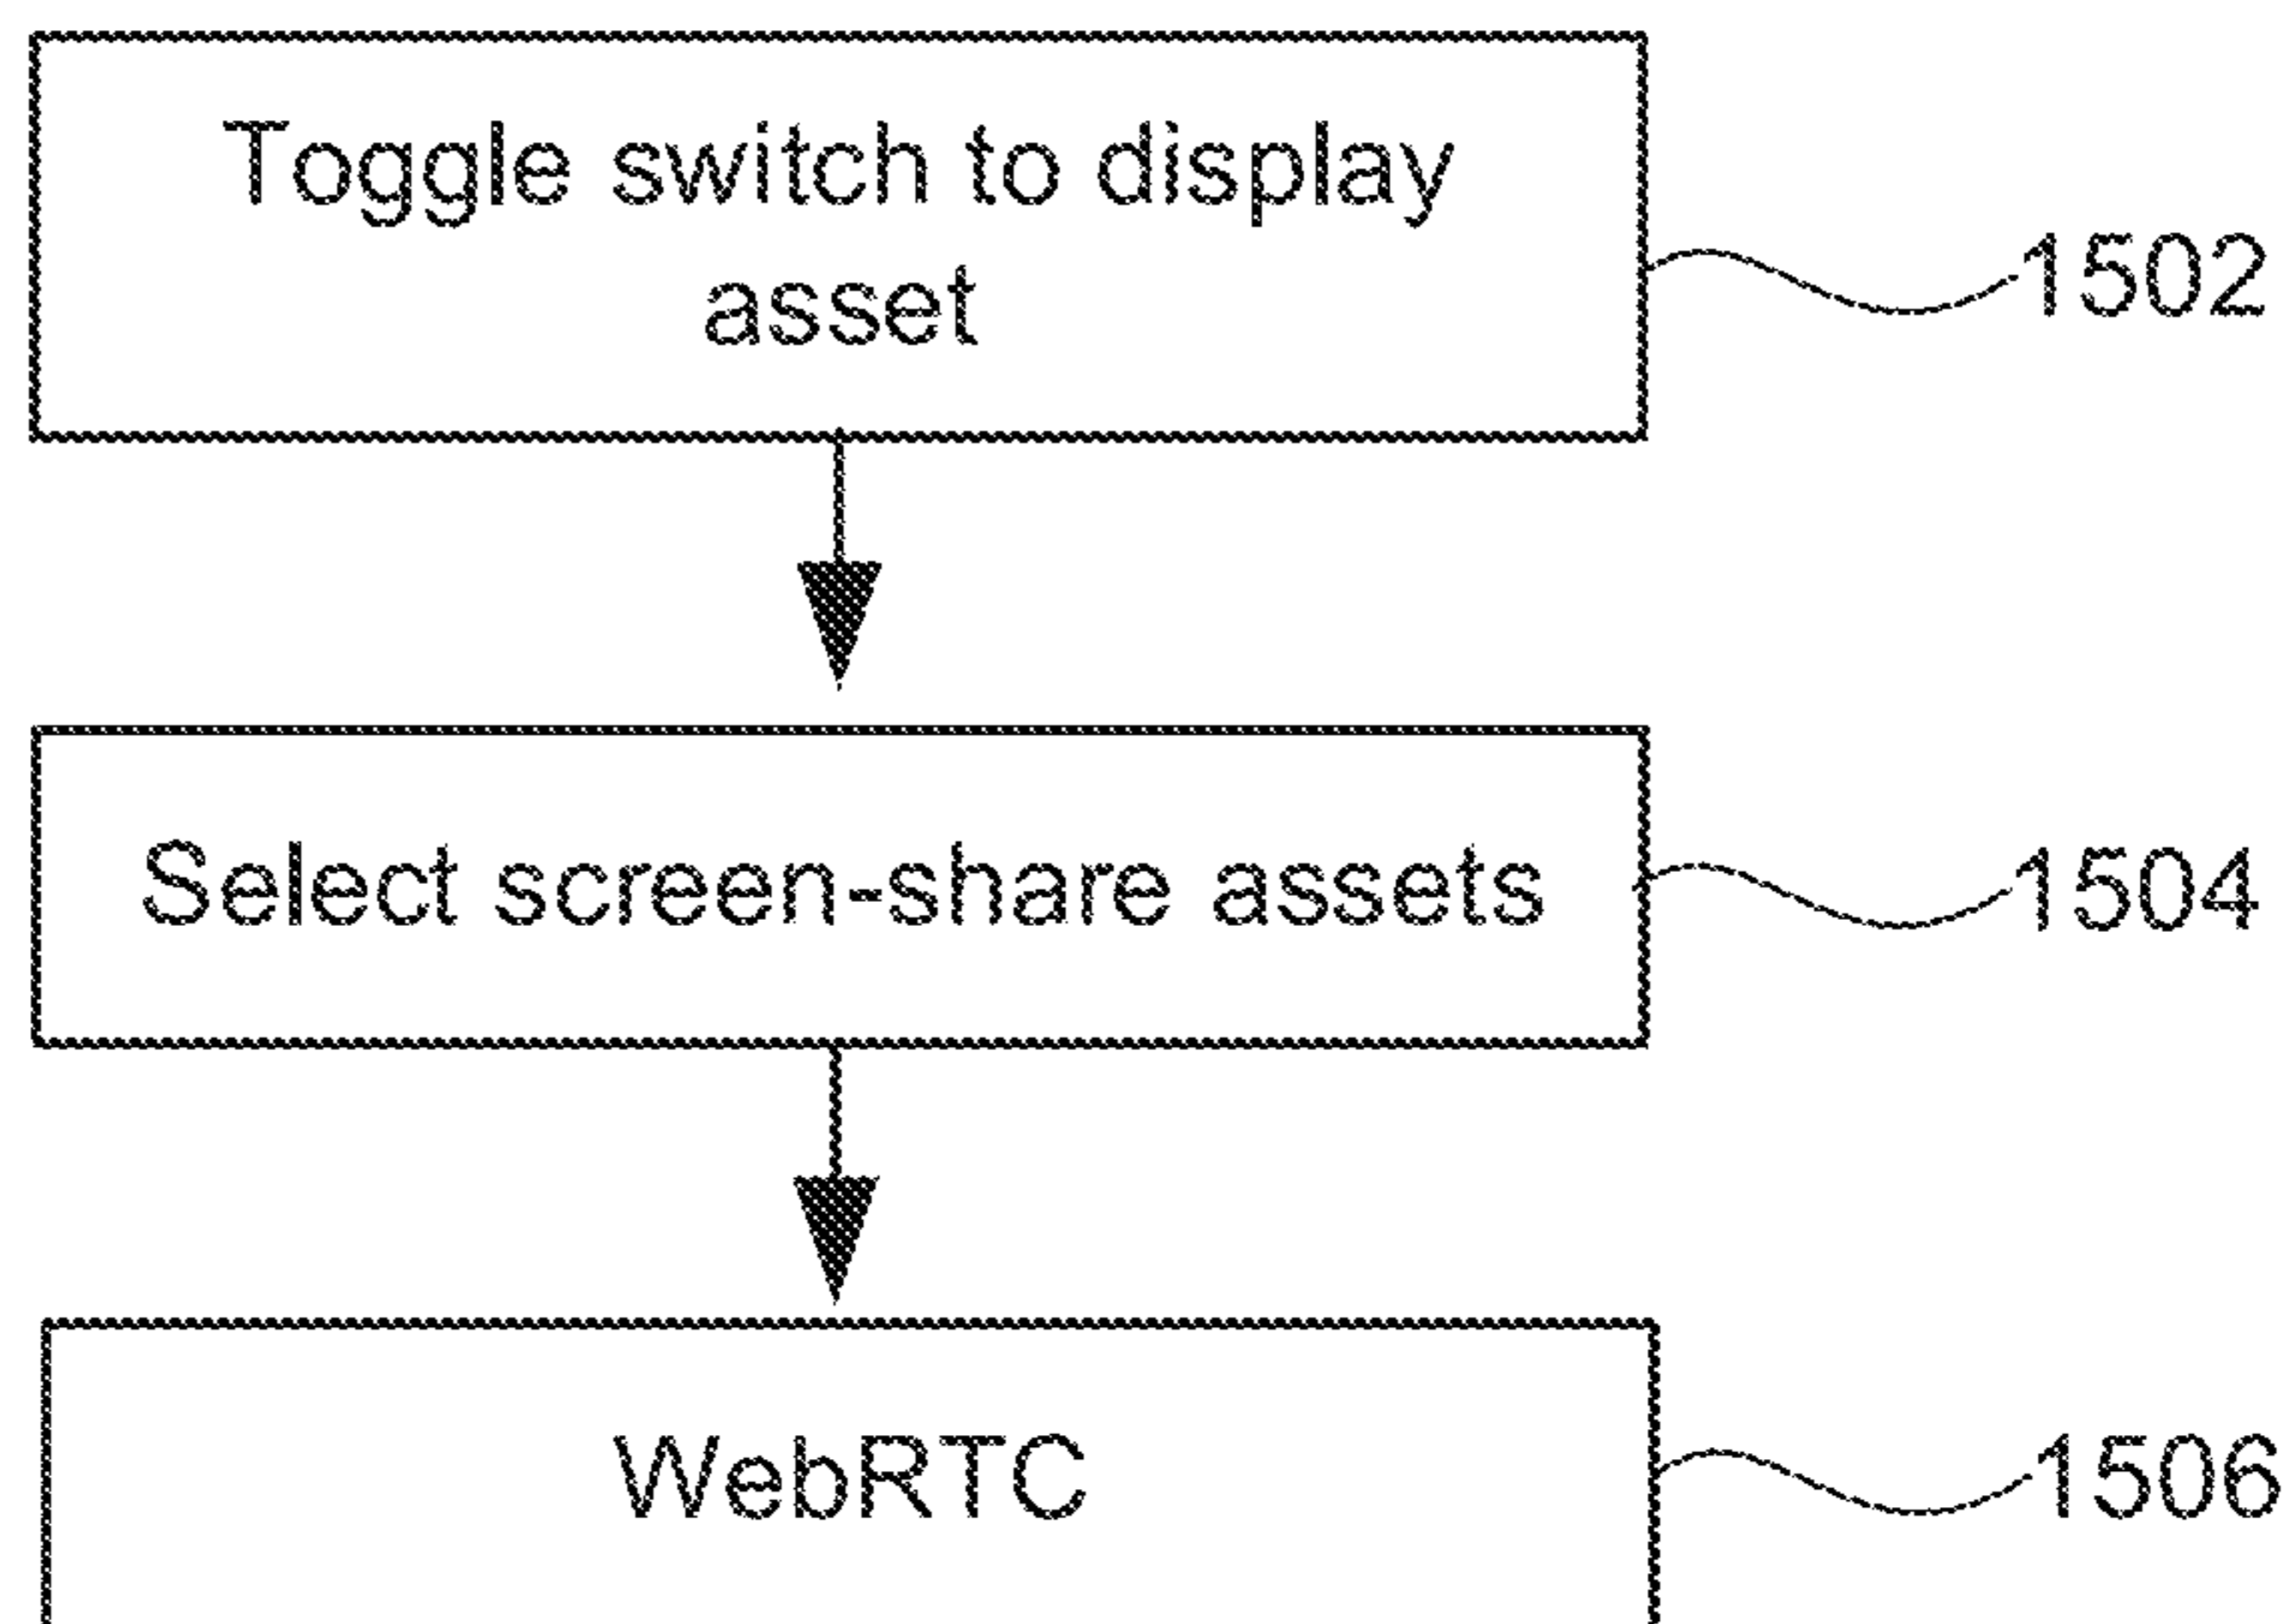 Toggle switch to display
asset
1502
Select screen-share assets
1504
WebRTC
1506